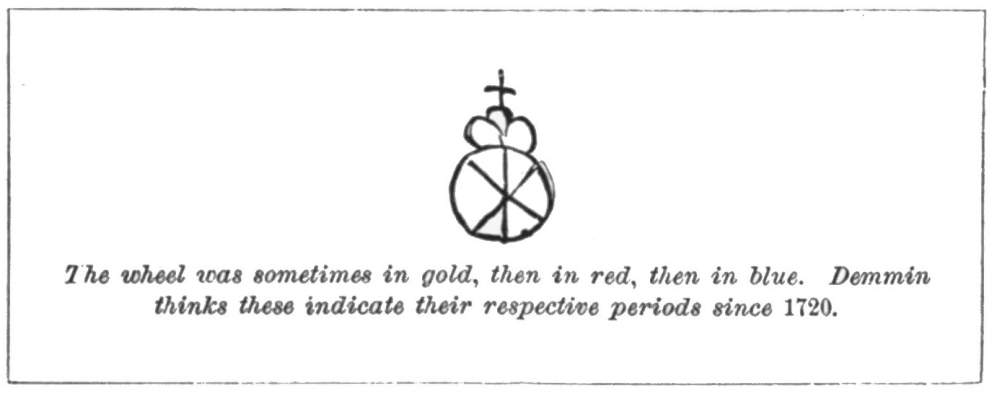 The wheel was sometimes in gold, then in red, then in blue. Demmin
thinks these indicate their respective periods since 1720.